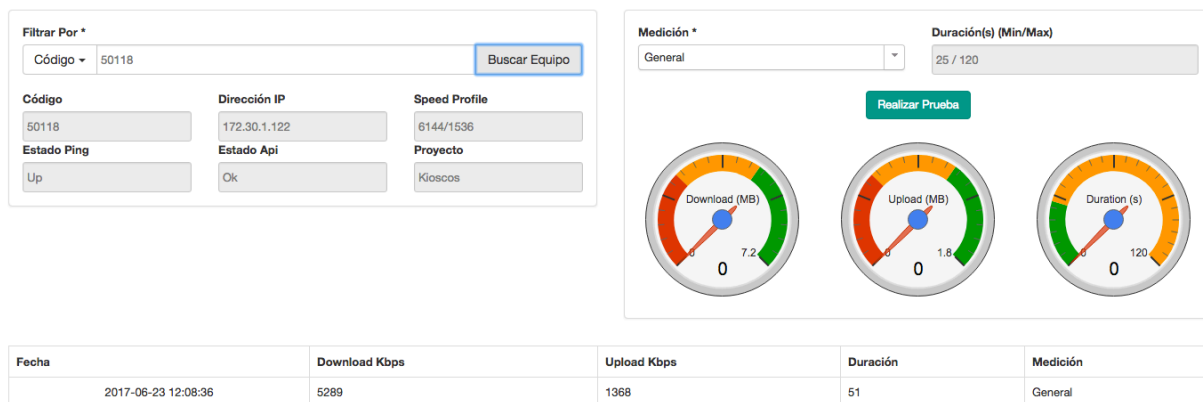 Filtrar Por *
Código 50118 Buscar Equipo
Código Dirección IP Speed Profile
50118 172.30.1.122 6144/1536
Estado Ping Estado Api Proyecto
Up Ok Kioscos
Medición * Duración(s) (Min/Max)
General 25 / 120
Realizar Prueba
Download (MB) Upload (MB) Duration (s)
0 7.2 0 1.8 0 120
0 0 0
Fecha Download Kbps Upload Kbps Duración Medición
2017-06-23 12:08:36 5289 1368 51 General